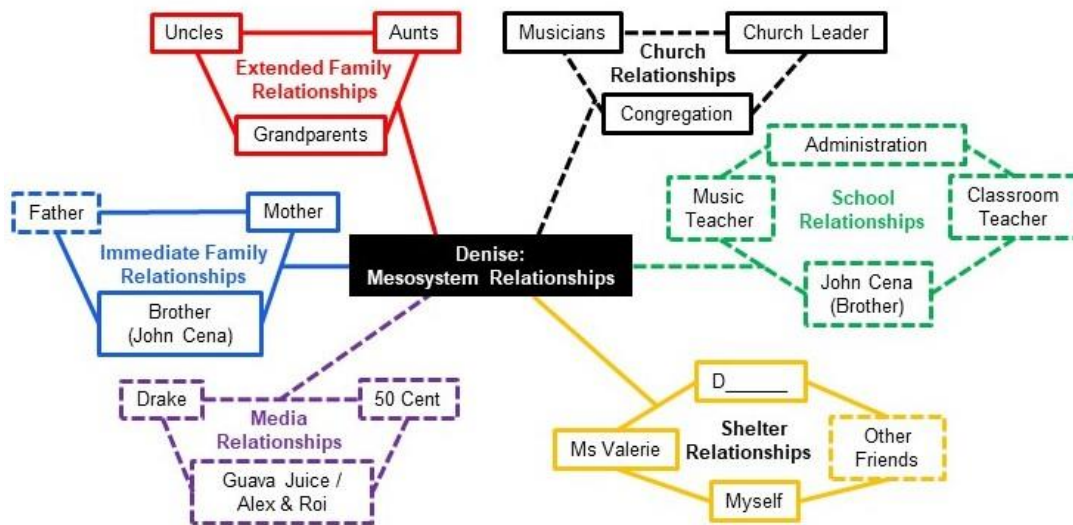 Uncles
Aunts
Extended Family
Relationships
Grandparents
Musicians
Church Leader
Church
Relationships
Congregation
Administration
Music
Teacher
School
Relationships
Classroom
Teacher
John Cena
(Brother)
Father
Mother
Immediate Family
Relationships
Brother
(John Cena)
Denise:
Mesosystem Relationships
Drake
50 Cent
Media
Relationships
Guava Juice /
Alex & Roi
D_____
Ms Valerie
Shelter
Relationships
Other
Friends
Myself